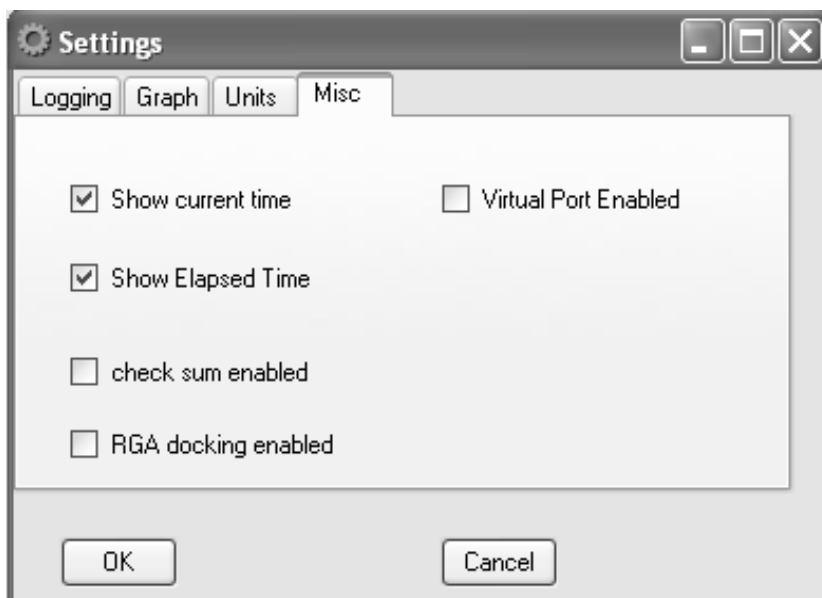 Settings
Logging Graph Units Misc
Show current time Virtual Port Enabled
Show Elapsed Time
check sum enabled
RGA docking enabled
OK Cancel